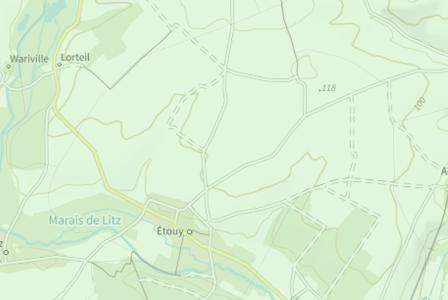 Wariville
Lorteil
118
100
A
Marais de Litz
Étouy
z